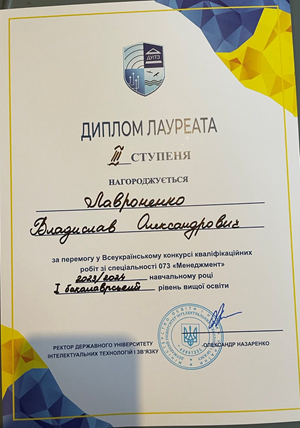 ДУІТЗ
ДИПЛОМ ЛАУРЕАТА
III СТУПЕНЯ
НАГОРОДЖУЄТЬСЯ
Лавроненко
Владислав Олександрович
за перемогу у Всеукраїнському конкурсі кваліфікаційних
робіт зі спеціальності 073 «Менеджмент»
2023/2024 навчальному році
I бакалаврський рівень вищої освіти
РЕКТОР ДЕРЖАВНОГО УНІВЕРСИТЕТУ
ІНТЕЛЕКТУАЛЬНИХ ТЕХНОЛОГІЙ І ЗВ'ЯЗКУ
ОЛЕКСАНДР НАЗАРЕНКО